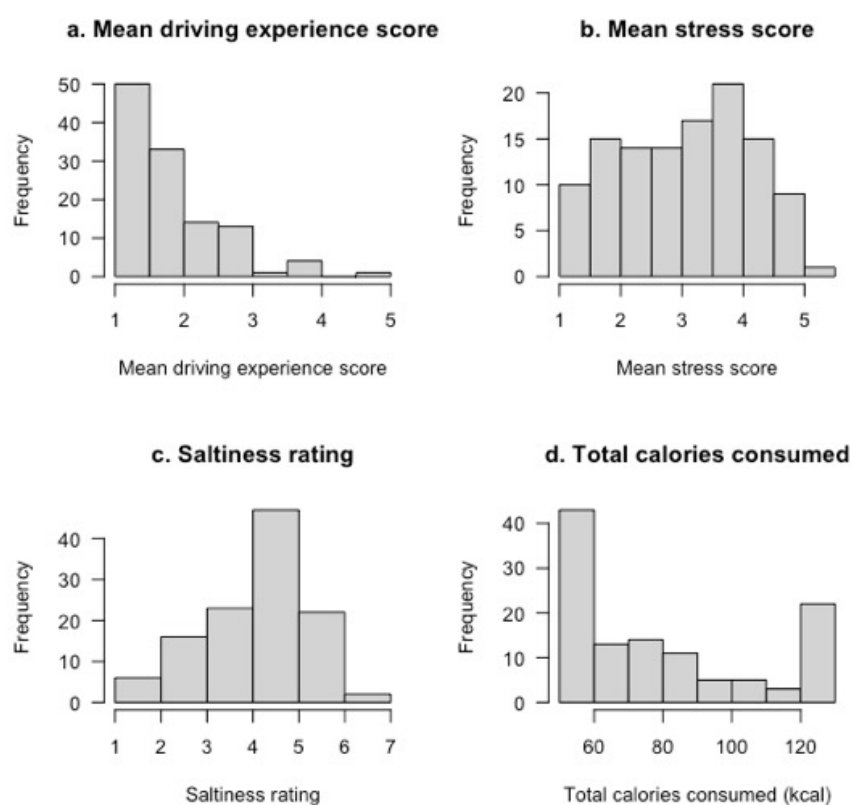 a. Mean driving experience score
50
40
30
20
10
0
Frequency
1 2 3 4 5
Mean driving experience score
b. Mean stress score
20
15
10
5
0
Frequency
1 2 3 4 5
Mean stress score
c. Saltiness rating
40
30
20
10
0
Frequency
1 2 3 4 5 6 7
Saltiness rating
d. Total calories consumed
40
30
20
10
0
Frequency
60 80 100 120
Total calories consumed (kcal)